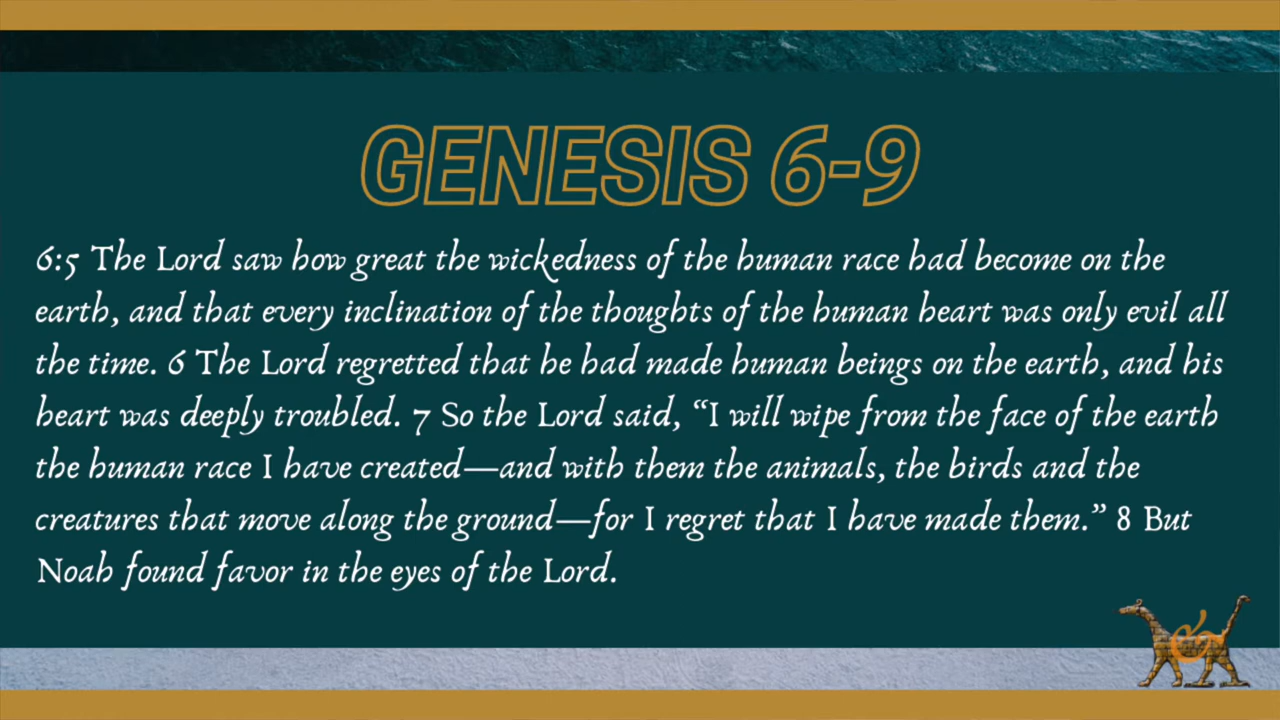 GENESIS 6-9
6:5 The Lord saw how great the wickedness of the human race had become on the
earth, and that every inclination of the thoughts of the human heart was only evil all
the time. 6 The Lord regretted that he had made human beings on the earth, and his
heart was deeply troubled. 7 So the Lord said, “I will wipe from the face of the earth
the human race I have created—and with them the animals, the birds and the
creatures that move along the ground—for I regret that I have made them.” 8 But
Noah found favor in the eyes of the Lord.